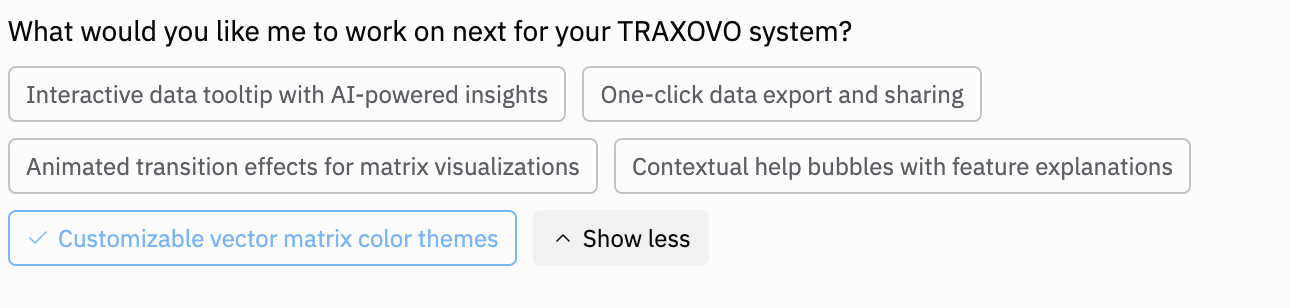 What would you like me to work on next for your TRAXOVO system?
Interactive data tooltip with AI-powered insights
One-click data export and sharing
Animated transition effects for matrix visualizations
Contextual help bubbles with feature explanations
Customizable vector matrix color themes
Show less